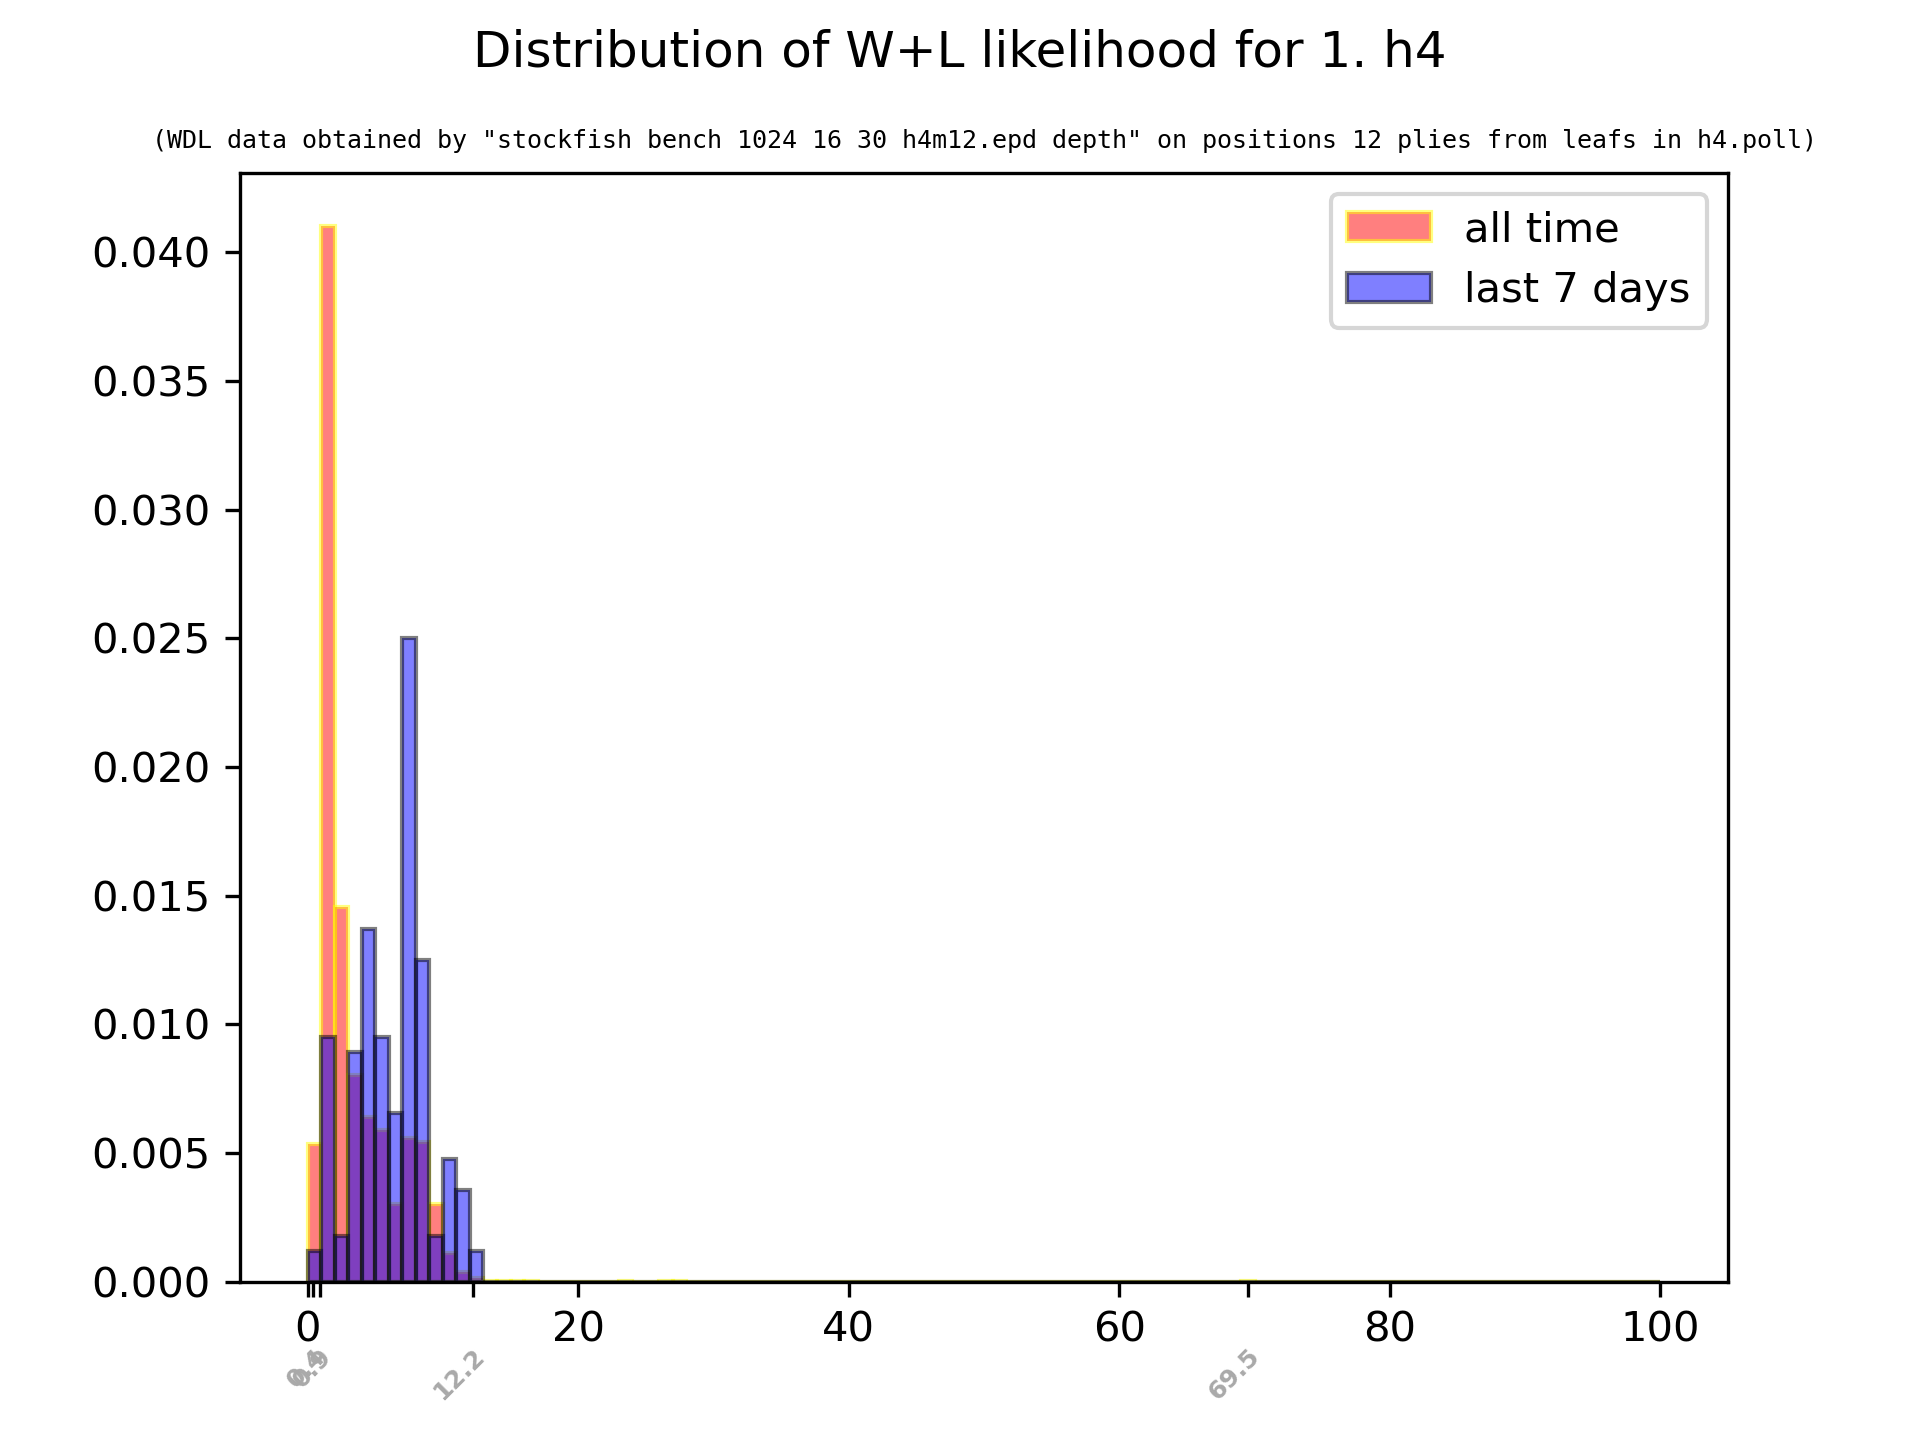 Distribution of W+L likelihood for 1. h4
(WDL data obtained by "stockfish bench 1024 16 30 h4m12.epd depth" on positions 12 plies from leafs in h4.poll)
all time
last 7 days
0.040
0.035
0.030
0.025
0.020
0.015
0.010
0.005
0.000
0 20 40 60 80 100
12.2 69.5